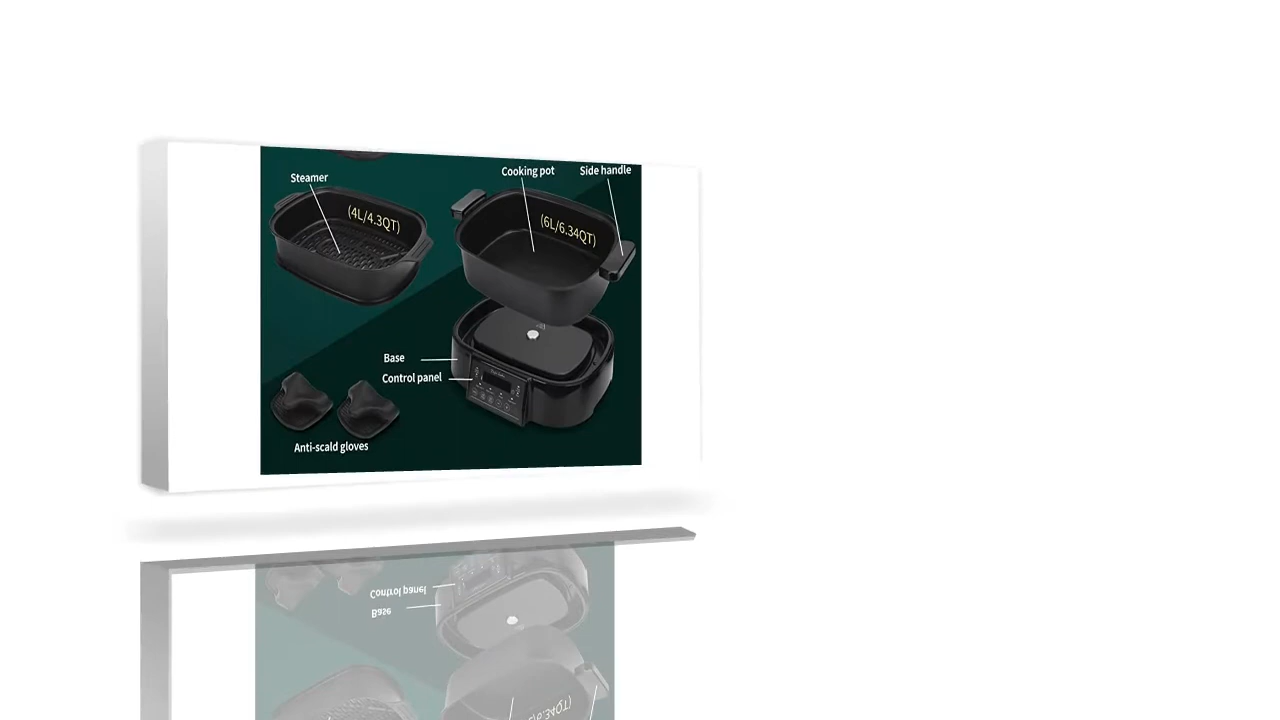 Steamer
(4L/4.3QT)
Cooking pot
Side handle
(6L/6.34QT)
Base
Control panel
Anti-scald gloves
Control panel
Base